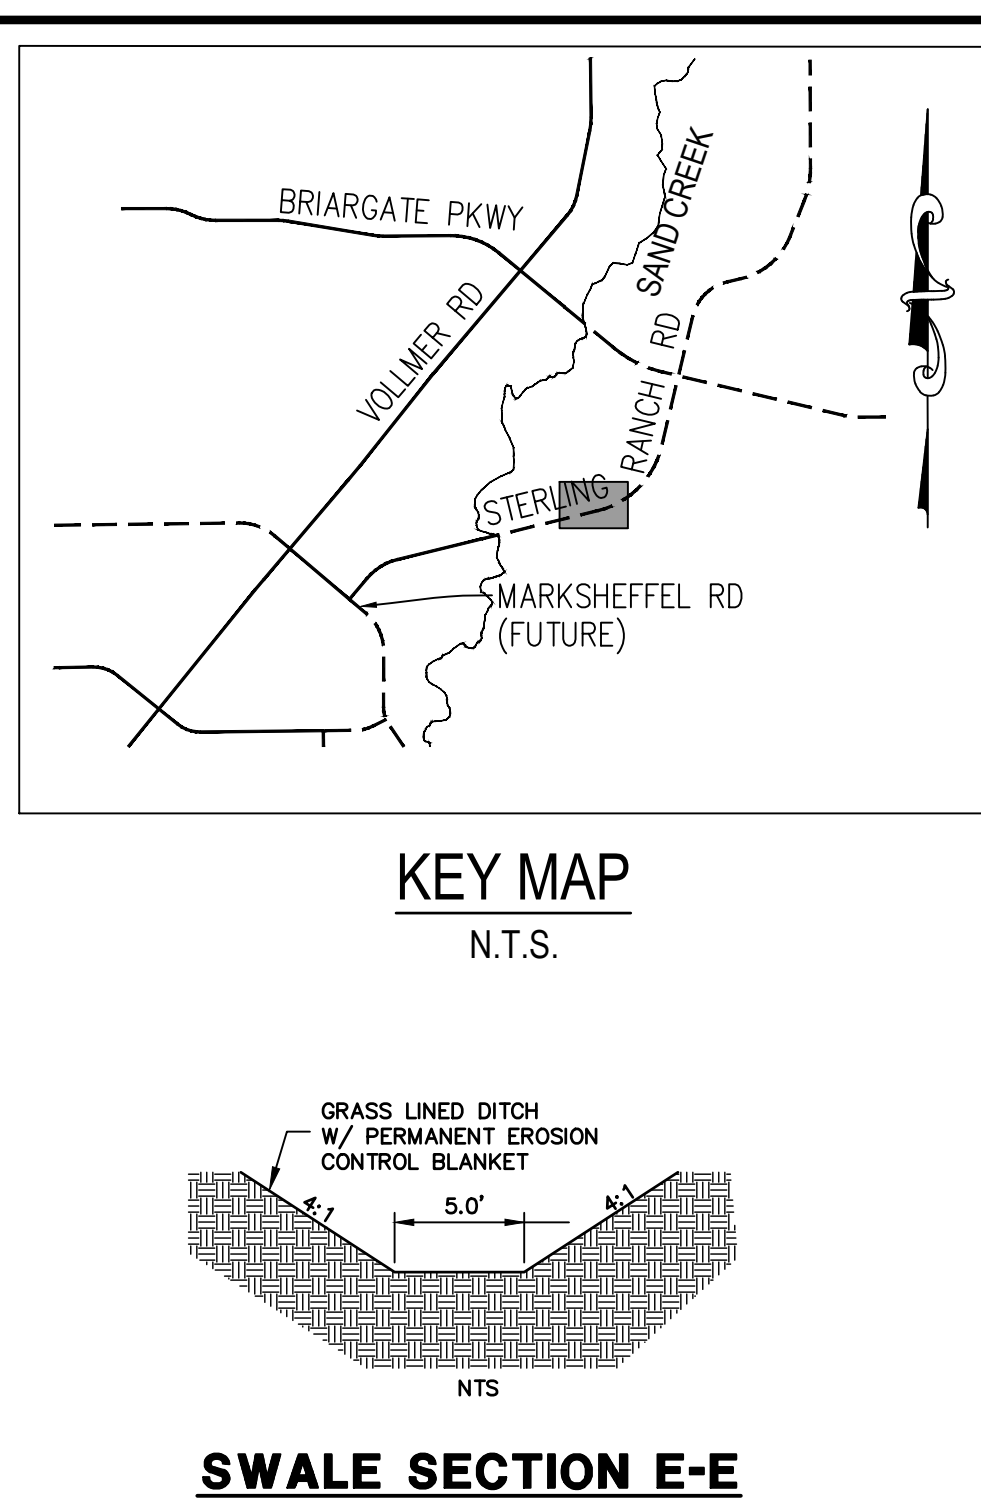 BRIARGATE PKWY
SAND CREEK
VOLLMER RD
STERLING RANCH RD
MARKSHEFFEL RD
(FUTURE)
KEY MAP
N.T.S.
GRASS LINED DITCH
W/ PERMANENT EROSION
CONTROL BLANKET
4:1
5.0'
4:1
NTS
SWALE SECTION E-E